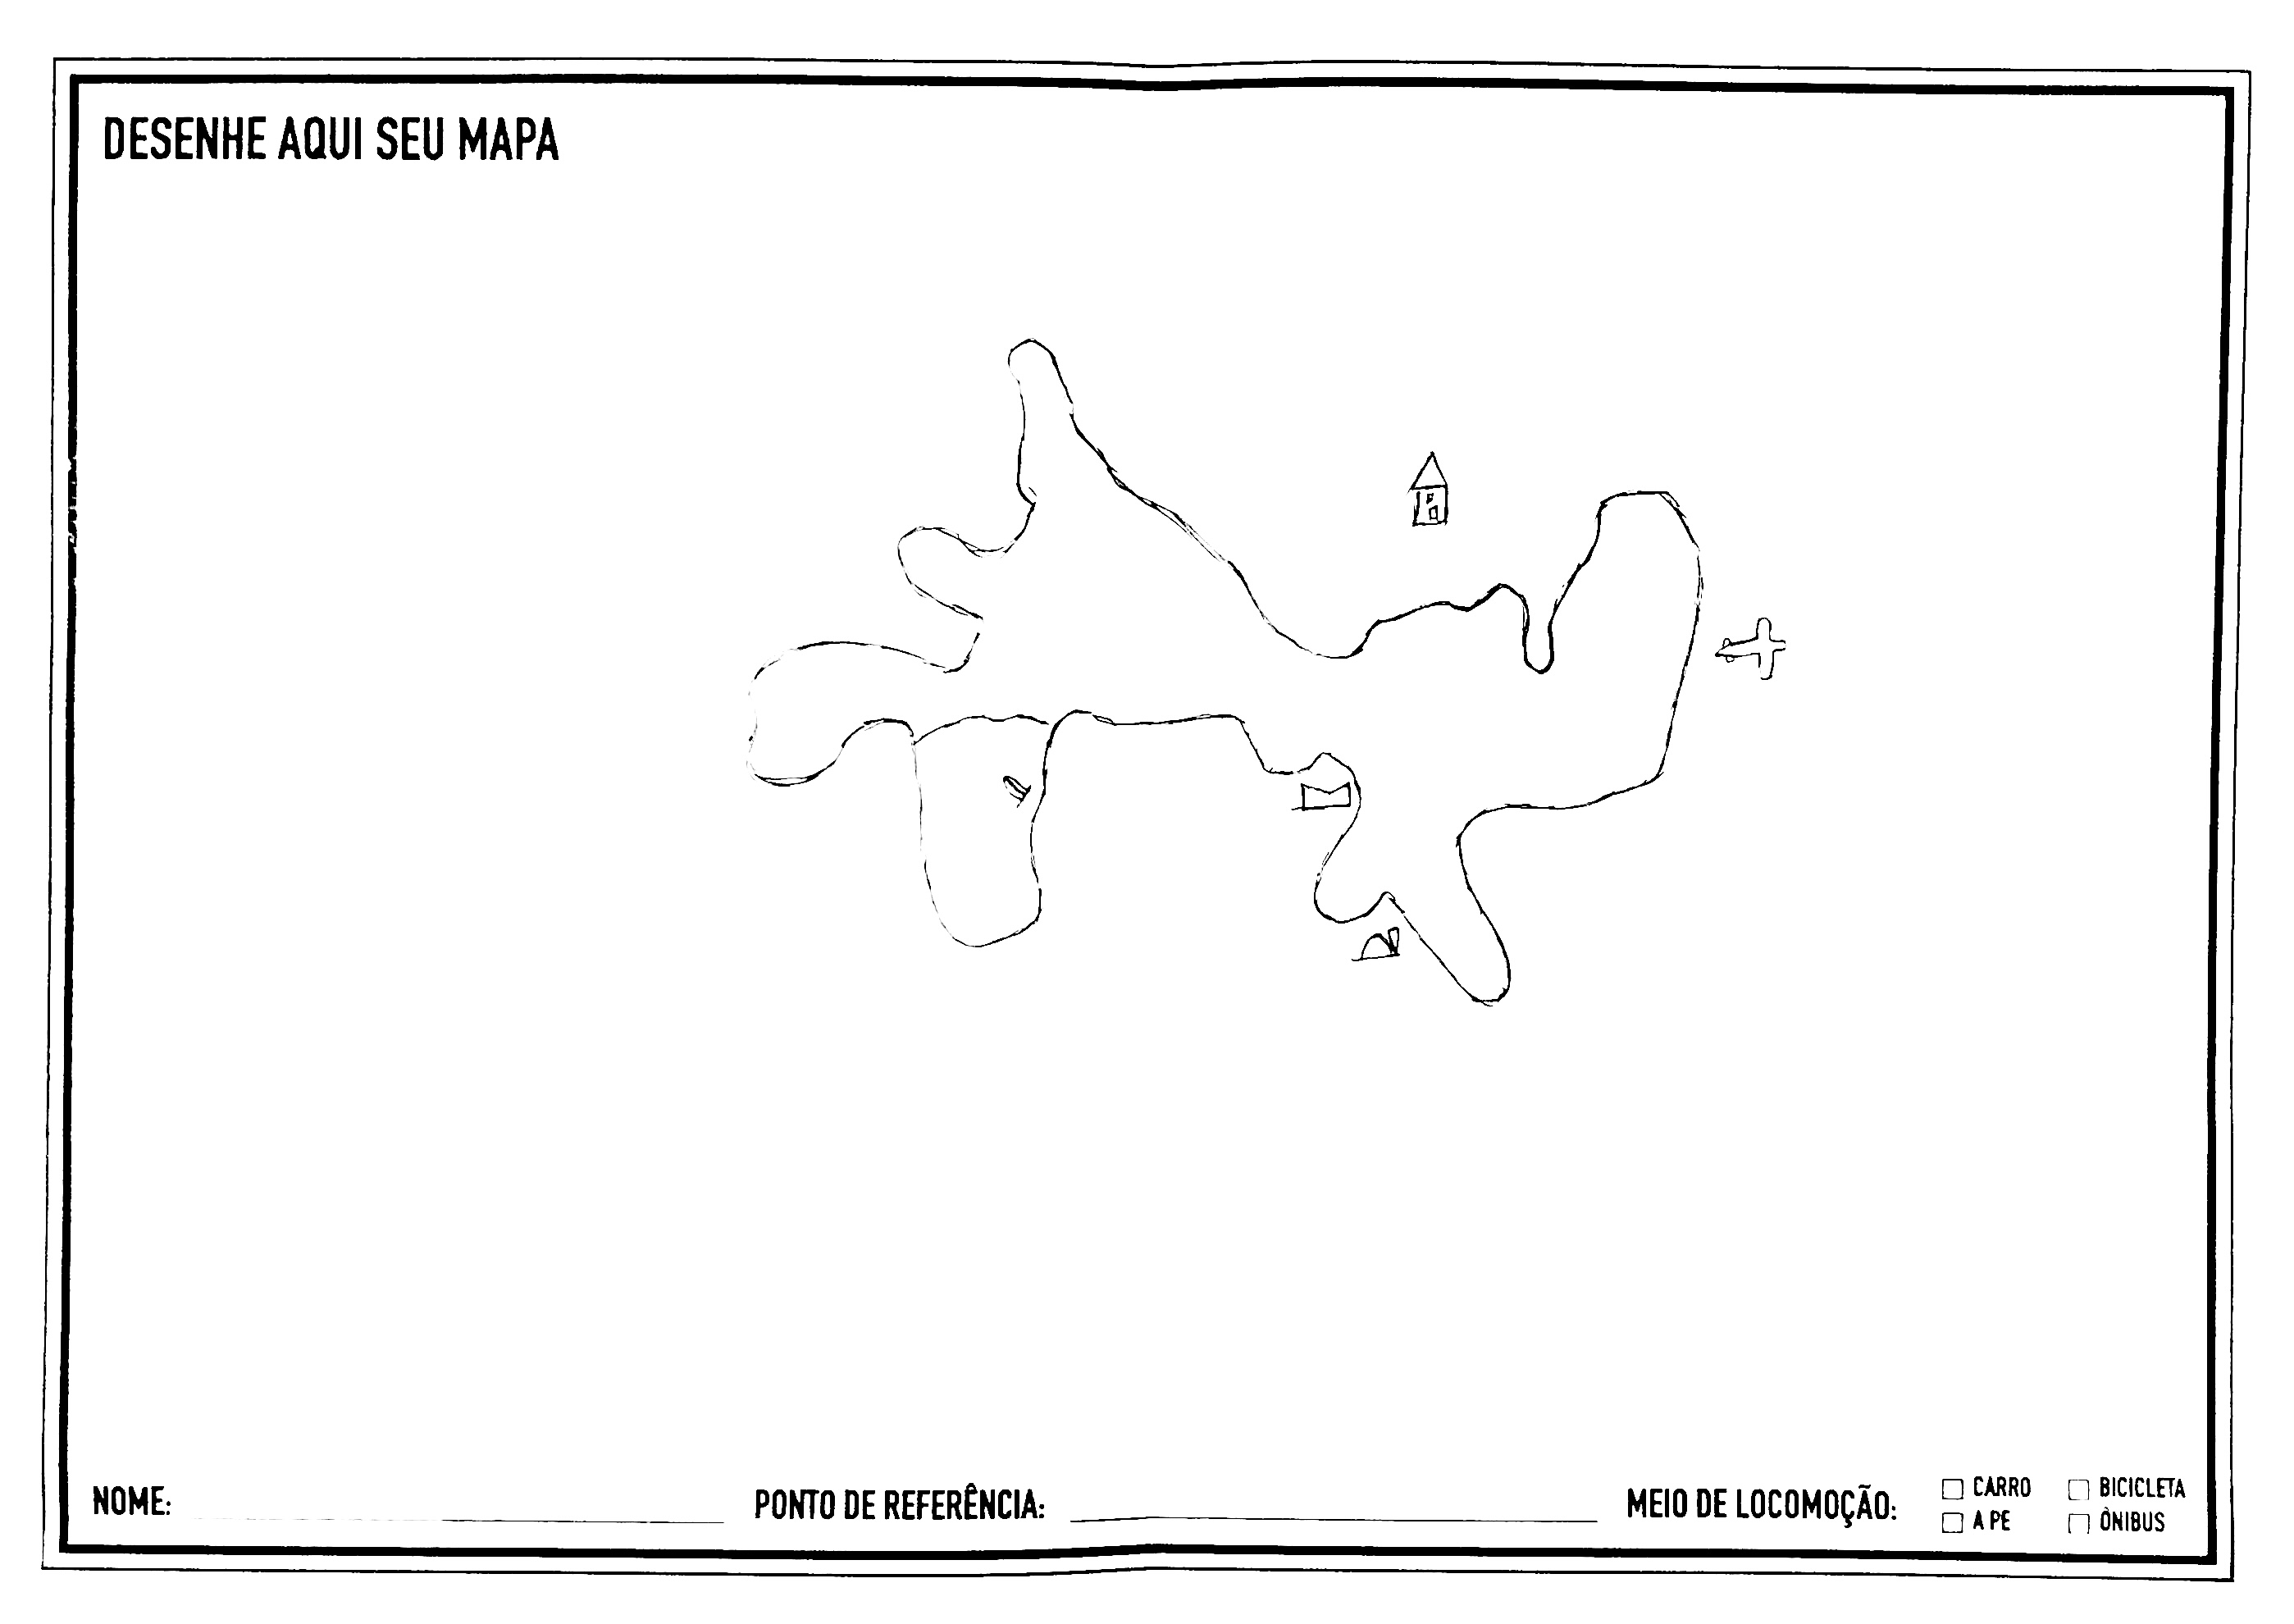 DESENHE AQUI SEU MAPA
NOME:
PONTO DE REFERÊNCIA:
MEIO DE LOCOMOÇÃO:
CARRO
BICICLETA
A PE
ÔNIBUS